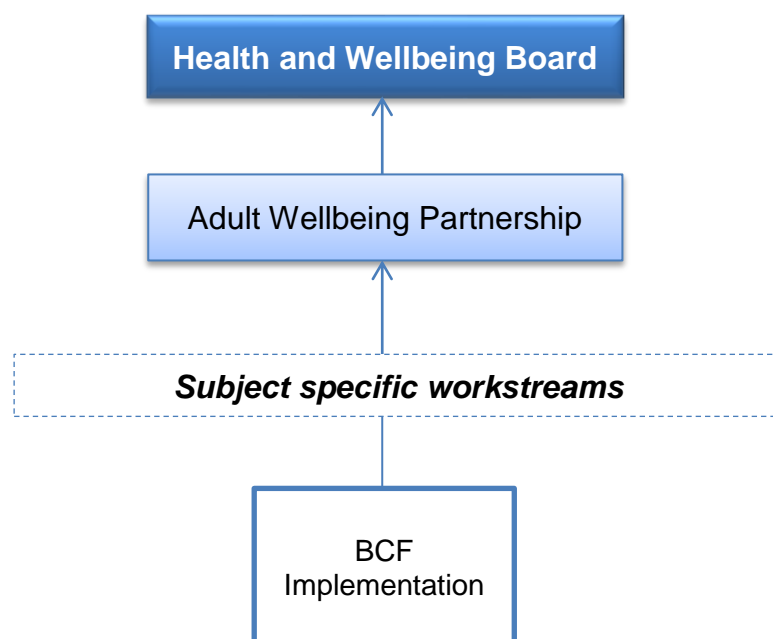 Health and Wellbeing Board
Adult Wellbeing Partnership
Subject specific workstreams
BCF
Implementation